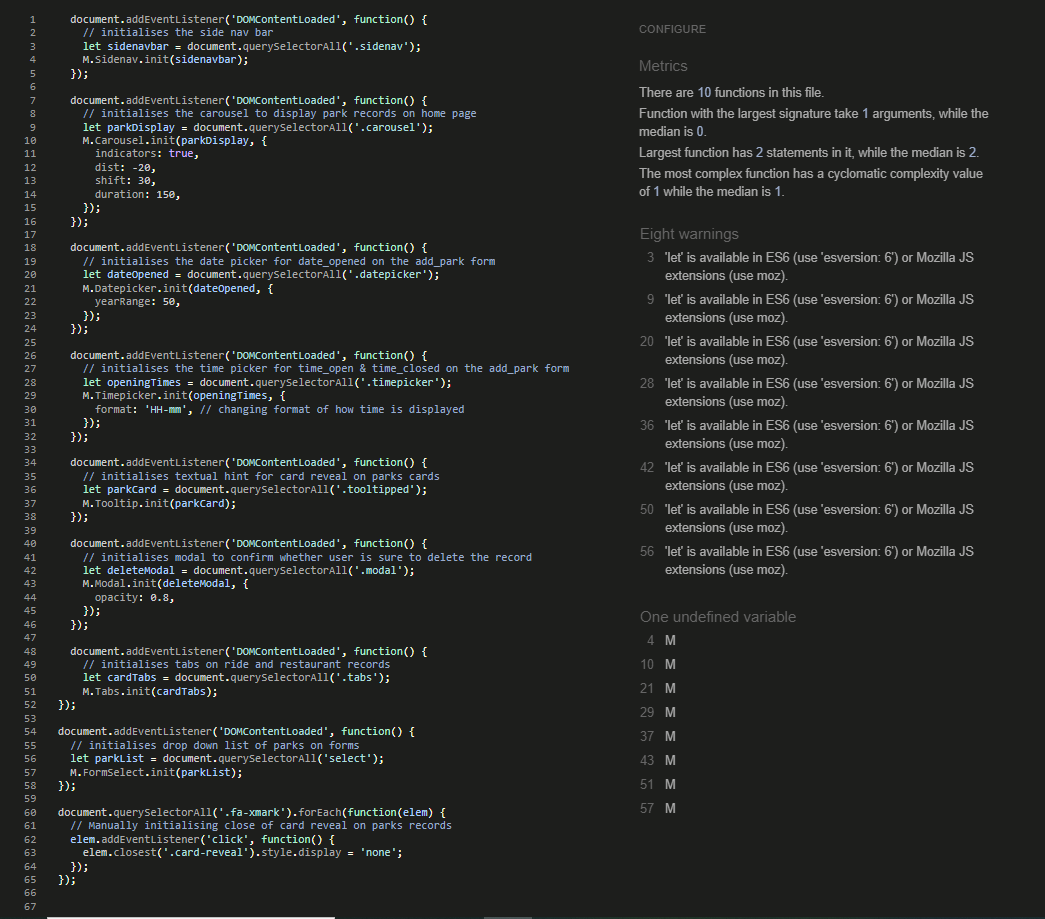 1 document.addEventListener('DOMContentLoaded', function() {
2 // initialises the side nav bar
3 let sidenavbar = document.querySelectorAll('.sidenav');
4 M.Sidenav.init(sidenavbar);
5 });
6
7 document.addEventListener('DOMContentLoaded', function() {
8 // initialises the carousel to display park records on home page
9 let parkDisplay = document.querySelectorAll('.carousel');
10 M.Carousel.init(parkDisplay, {
11 indicators: true,
12 dist: -20,
13 shift: 30,
14 duration: 150,
15 });
16 });
17
18 document.addEventListener('DOMContentLoaded', function() {
19 // initialises the date picker for date_opened on the add_park form
20 let dateOpened = document.querySelectorAll('.datepicker');
21 M.Datepicker.init(dateOpened, {
22 yearRange: 50,
23 });
24 });
25
26 document.addEventListener('DOMContentLoaded', function() {
27 // initialises the time picker for time_open & time_closed on the add_park form
28 let openingTimes = document.querySelectorAll('.timepicker');
29 M.Timepicker.init(openingTimes, {
30 format: 'HH-mm', // changing format of how time is displayed
31 });
32 });
33
34 document.addEventListener('DOMContentLoaded', function() {
35 // initialises textual hint for card reveal on parks cards
36 let parkCard = document.querySelectorAll('.tooltipped');
37 M.Tooltip.init(parkCard);
38 });
39
40 document.addEventListener('DOMContentLoaded', function() {
41 // initialises modal to confirm whether user is sure to delete the record
42 let deleteModal = document.querySelectorAll('.modal');
43 M.Modal.init(deleteModal, {
44 opacity: 0.8,
45 });
46 });
47
48 document.addEventListener('DOMContentLoaded', function() {
49 // initialises tabs on ride and restaurant records
50 let cardTabs = document.querySelectorAll('.tabs');
51 M.Tabs.init(cardTabs);
52 });
53
54 document.addEventListener('DOMContentLoaded', function() {
55 // initialises drop down list of parks on forms
56 let parkList = document.querySelectorAll('select');
57 M.FormSelect.init(parkList);
58 });
59
60 document.querySelectorAll('.fa-xmark').forEach(function(elem) {
61 // Manually initialising close of card reveal on parks records
62 elem.addEventListener('click', function() {
63 elem.closest('.card-reveal').style.display = 'none';
64 });
65 });
66
67
CONFIGURE
Metrics
There are 10 functions in this file.
Function with the largest signature take 1 arguments, while the
median is 0.
Largest function has 2 statements in it, while the median is 2.
The most complex function has a cyclomatic complexity value
of 1 while the median is 1.
Eight warnings
3 'let' is available in ES6 (use 'esversion: 6') or Mozilla JS
extensions (use moz).
9 'let' is available in ES6 (use 'esversion: 6') or Mozilla JS
extensions (use moz).
20 'let' is available in ES6 (use 'esversion: 6') or Mozilla JS
extensions (use moz).
28 'let' is available in ES6 (use 'esversion: 6') or Mozilla JS
extensions (use moz).
36 'let' is available in ES6 (use 'esversion: 6') or Mozilla JS
extensions (use moz).
42 'let' is available in ES6 (use 'esversion: 6') or Mozilla JS
extensions (use moz).
50 'let' is available in ES6 (use 'esversion: 6') or Mozilla JS
extensions (use moz).
56 'let' is available in ES6 (use 'esversion: 6') or Mozilla JS
extensions (use moz).
One undefined variable
4 M
10 M
21 M
29 M
37 M
43 M
51 M
57 M